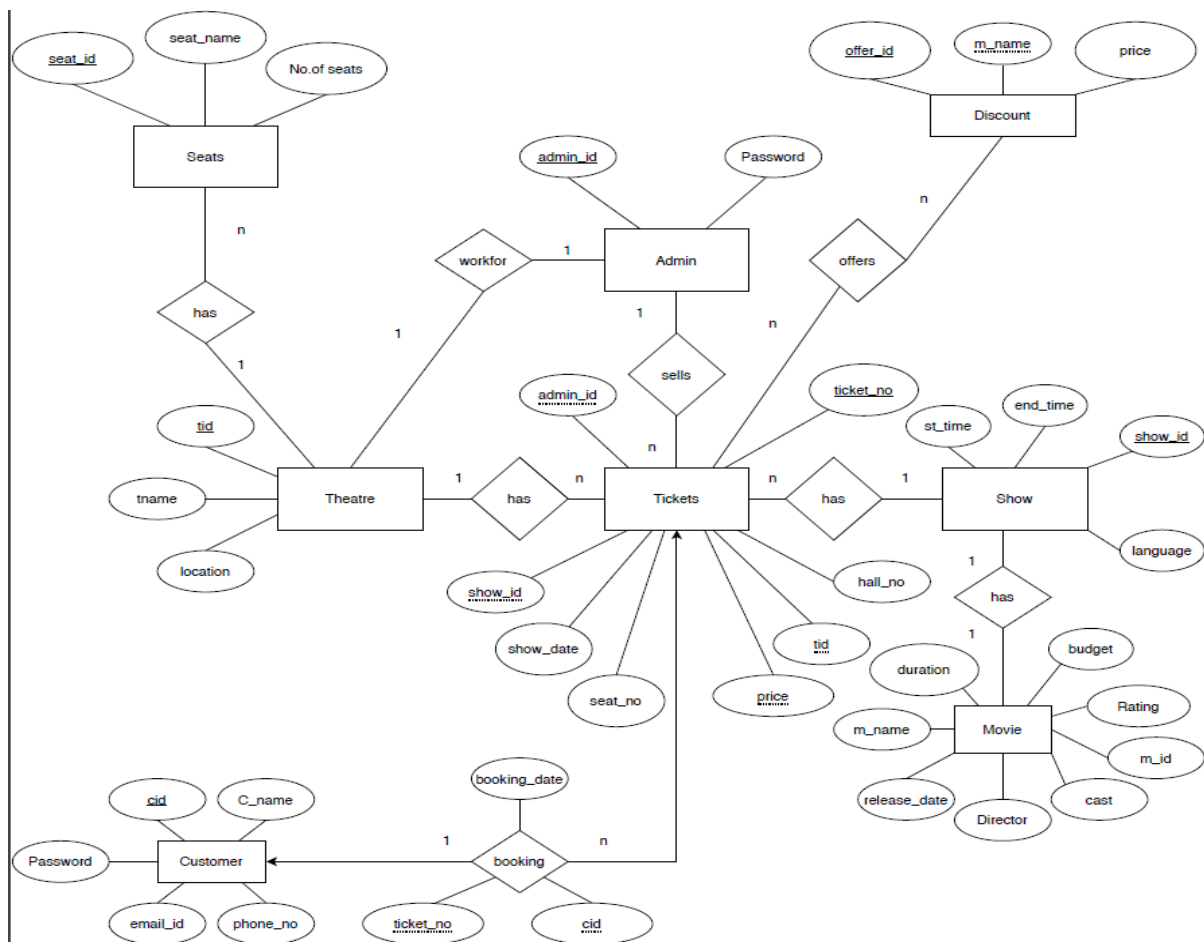 seat_name
seat_id
No.of seats
Seats
offer_id
m_name
price
Discount
admin_id
Password
Admin
n
has
1
workfor
1
1
offers
n
n
1
sells
n
admin_id
ticket_no
st_time
end_time
show_id
tid
tname
location
Theatre
1
has
n
Tickets
n
has
1
Show
language
show_id
show_date
seat_no
price
tid
hall_no
1
has
1
duration
budget
m_name
Movie
Rating
m_id
release_date
Director
cast
booking_date
cid
C_name
Password
Customer
1
booking
n
email_id
phone_no
ticket_no
cid